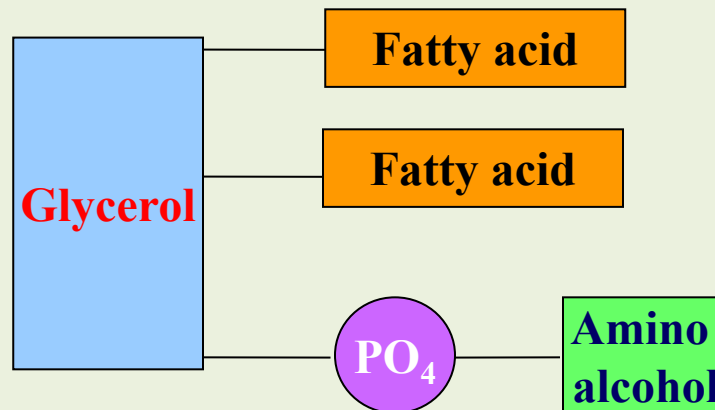 Fatty acid
Fatty acid
Glycerol
PO₄
Amino
alcohol